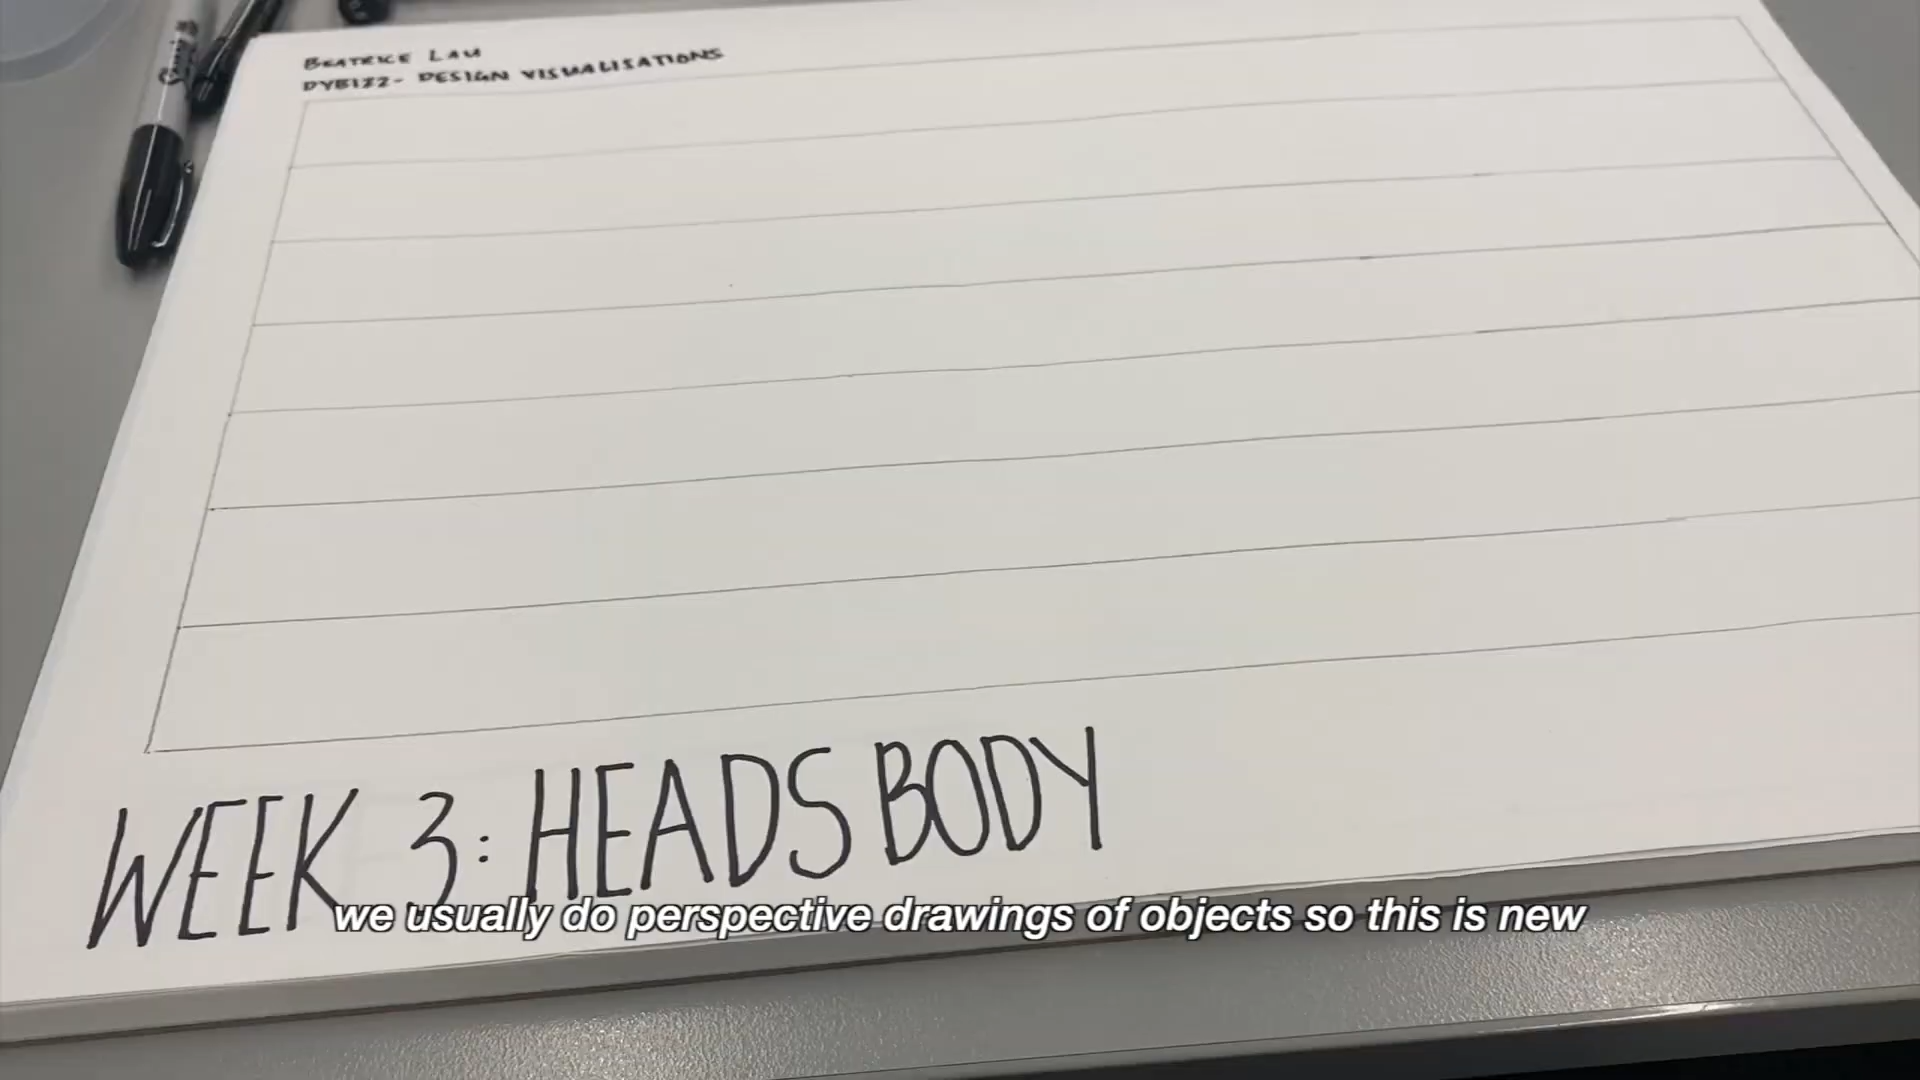 BEATRICE LAU
DYB122- DESIGN VISUALISATIONS
WEEK 3: HEADS BODY
we usually do perspective drawings of objects so this is new